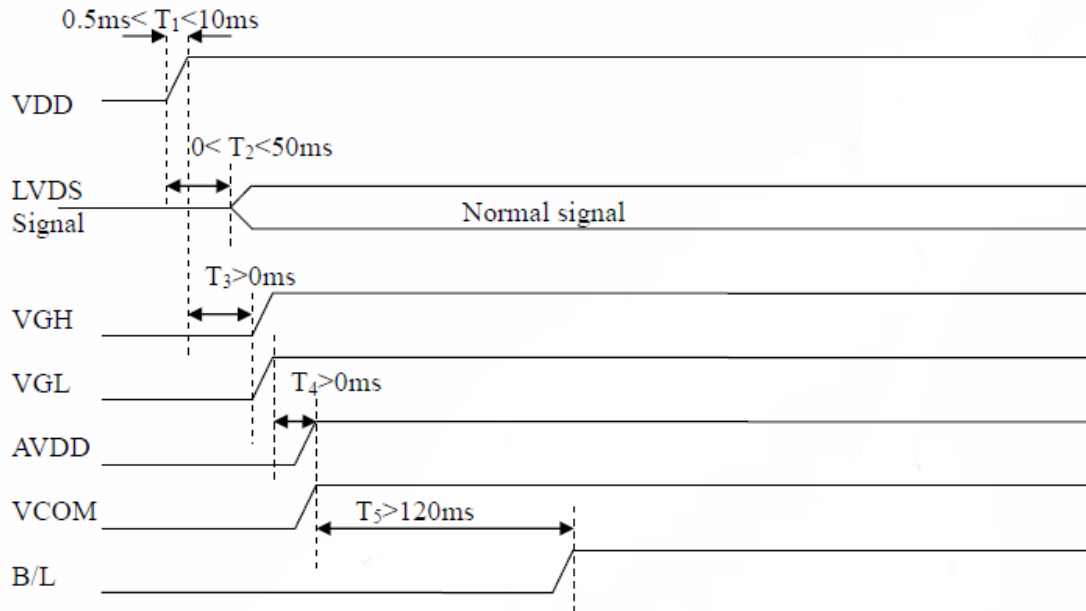 0.5ms< T₁<10ms
VDD
0< T₂<50ms
LVDS
Signal
Normal signal
T₃>0ms
VGH
VGL
T₄>0ms
AVDD
VCOM
T₅>120ms
B/L